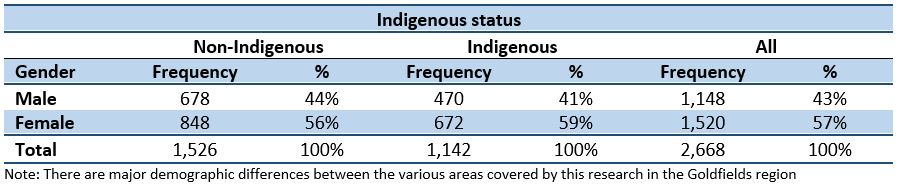 Indigenous status
Non-Indigenous Indigenous All
Gender Frequency % Frequency % Frequency %
Male 678 44% 470 41% 1,148 43%
Female 848 56% 672 59% 1,520 57%
Total 1,526 100% 1,142 100% 2,668 100%
Note: There are major demographic differences between the various areas covered by this research in the Goldfields region